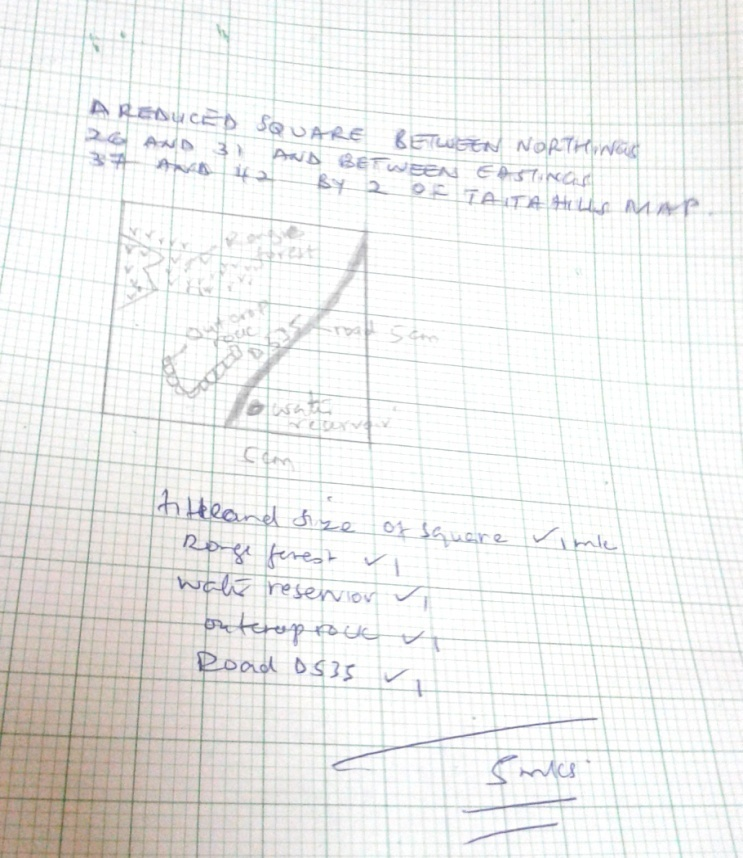 A REDUCED SQUARE BETWEEN NORTHINGS
26 AND 31 AND BETWEEN EASTINGS
37 AND 42 BY 2 OF TAITA HILLS MAP.
Ronge
forest
outcrop
rock
D535
road
5cm
water
reservoir
5cm
title and size of square ✓1mk
Ronge forest ✓1
Water reservior ✓1
outcrop rock ✓1
Road D535 ✓1
5mks